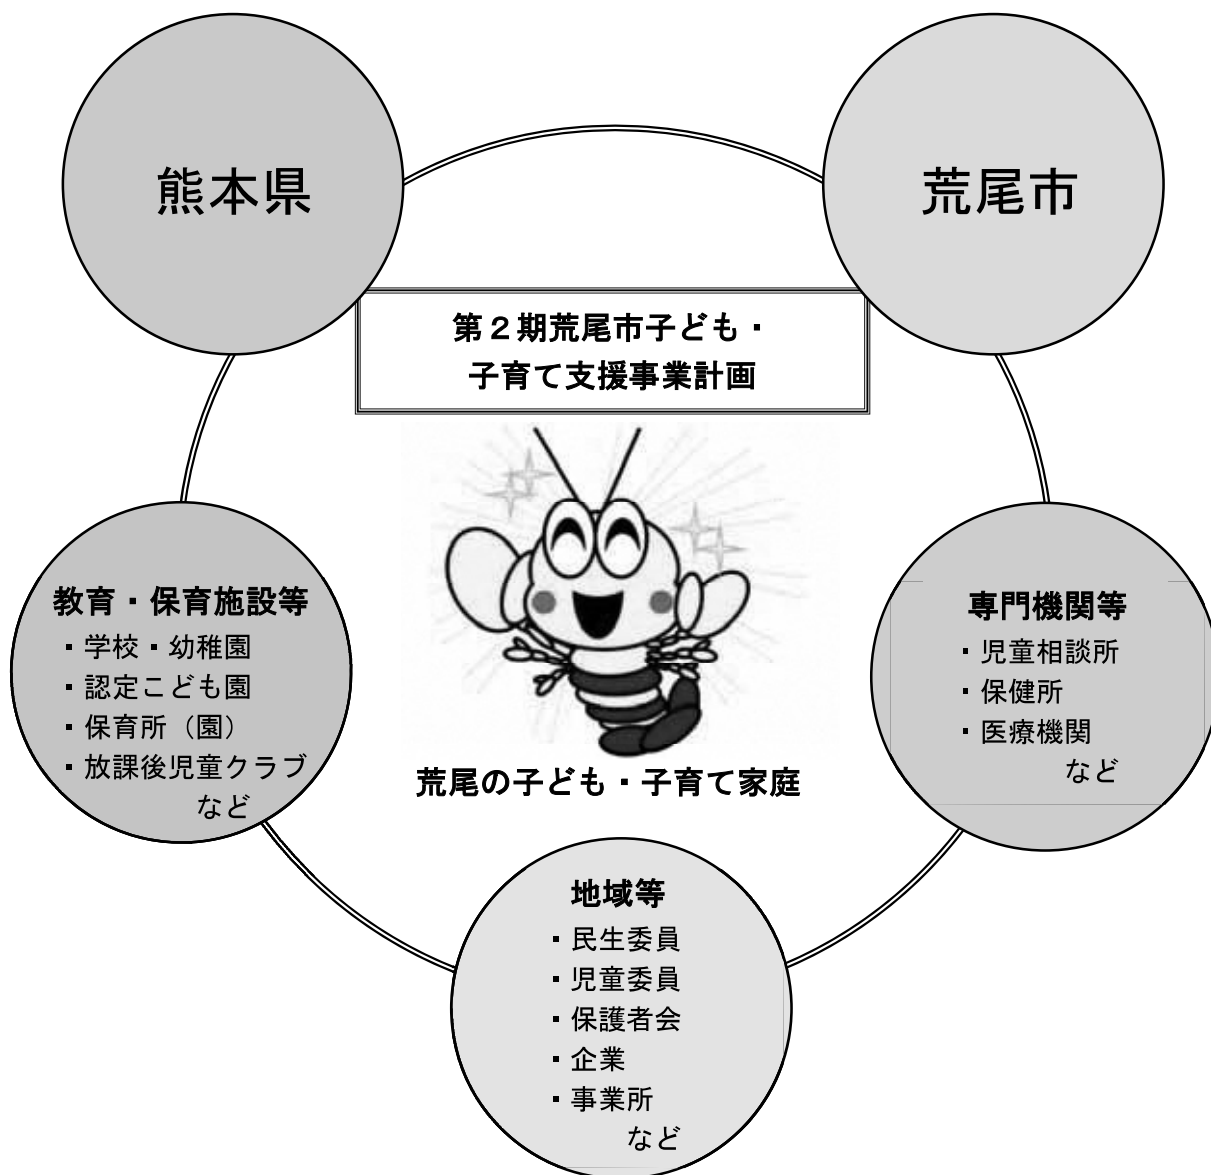 熊本県
荒尾市
第２期荒尾市子ども・
子育て支援事業計画
教育・保育施設等
・学校・幼稚園
・認定こども園
・保育所（園）
・放課後児童クラブ
など
専門機関等
・児童相談所
・保健所
・医療機関
など
荒尾の子ども・子育て家庭
地域等
・民生委員
・児童委員
・保護者会
・企業
・事業所
など